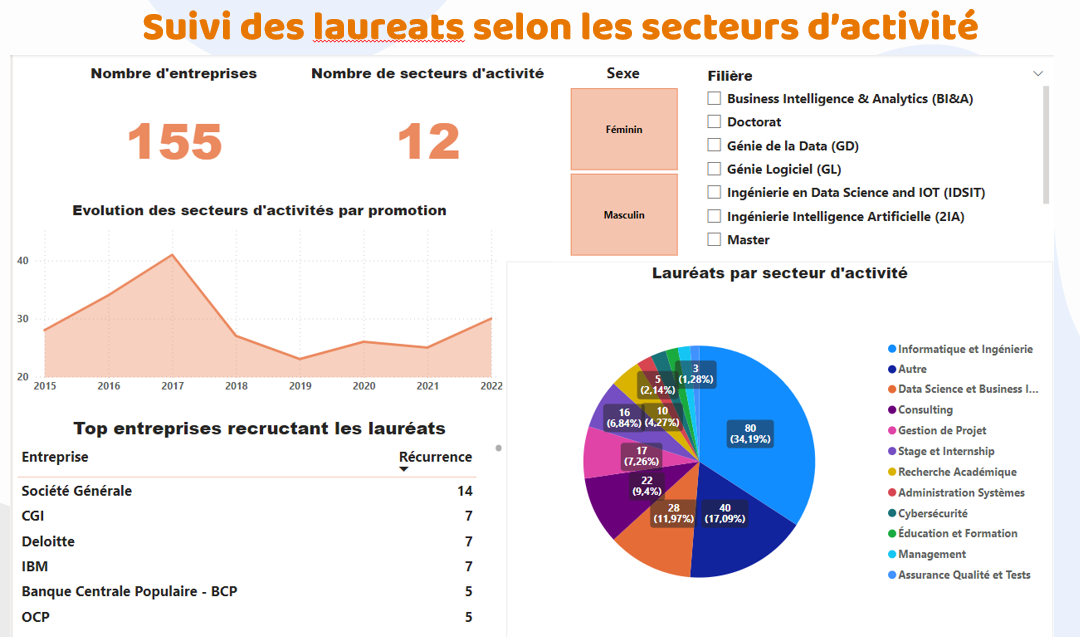 Suivi des laureats selon les secteurs d'activité
Nombre d'entreprises
155
Nombre de secteurs d'activité
12
Sexe
Féminin
Masculin
Filière
Business Intelligence & Analytics (BI&A)
Doctorat
Génie de la Data (GD)
Génie Logiciel (GL)
Ingénierie en Data Science and IOT (IDSIT)
Ingénierie Intelligence Artificielle (2IA)
Master
Evolution des secteurs d'activités par promotion
40
30
20
2015 2016 2017 2018 2019 2020 2021 2022
Top entreprises recructant les lauréats
Entreprise Récurrence
Société Générale 14
CGI 7
Deloitte 7
IBM 7
Banque Centrale Populaire - BCP 5
OCP 5
Lauréats par secteur d'activité
80
(34,19%)
40
(17,09%)
28
(11,97%)
22
(9,4%)
17
(7,26%)
16
(6,84%)
10
(4,27%)
5
(2,14%)
3
(1,28%)
Informatique et Ingénierie
Autre
Data Science et Business I...
Consulting
Gestion de Projet
Stage et Internship
Recherche Académique
Administration Systèmes
Cybersécurité
Éducation et Formation
Management
Assurance Qualité et Tests